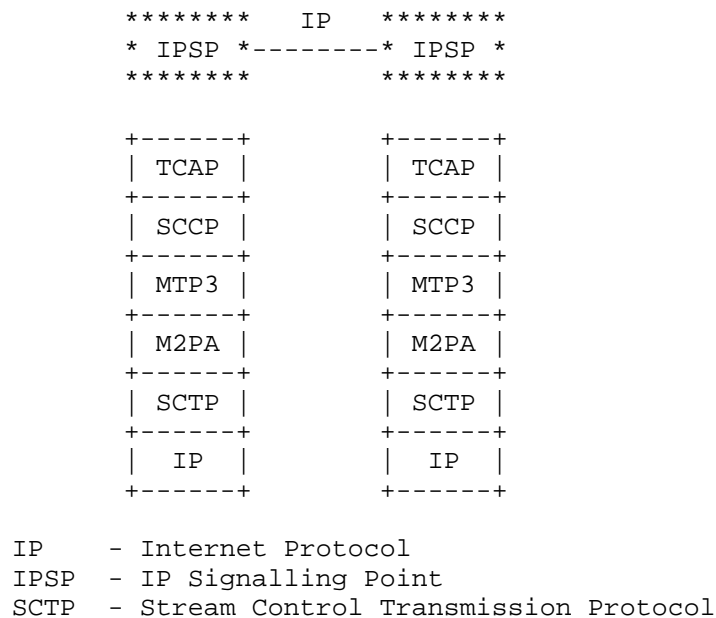 ********   IP   ********
* IPSP *--------* IPSP *
********        ********
+------+        +------+
| TCAP |        | TCAP |
+------+        +------+
| SCCP |        | SCCP |
+------+        +------+
| MTP3 |        | MTP3 |
+------+        +------+
| M2PA |        | M2PA |
+------+        +------+
| SCTP |        | SCTP |
+------+        +------+
|  IP  |        |  IP  |
+------+        +------+
IP    - Internet Protocol
IPSP  - IP Signalling Point
SCTP  - Stream Control Transmission Protocol